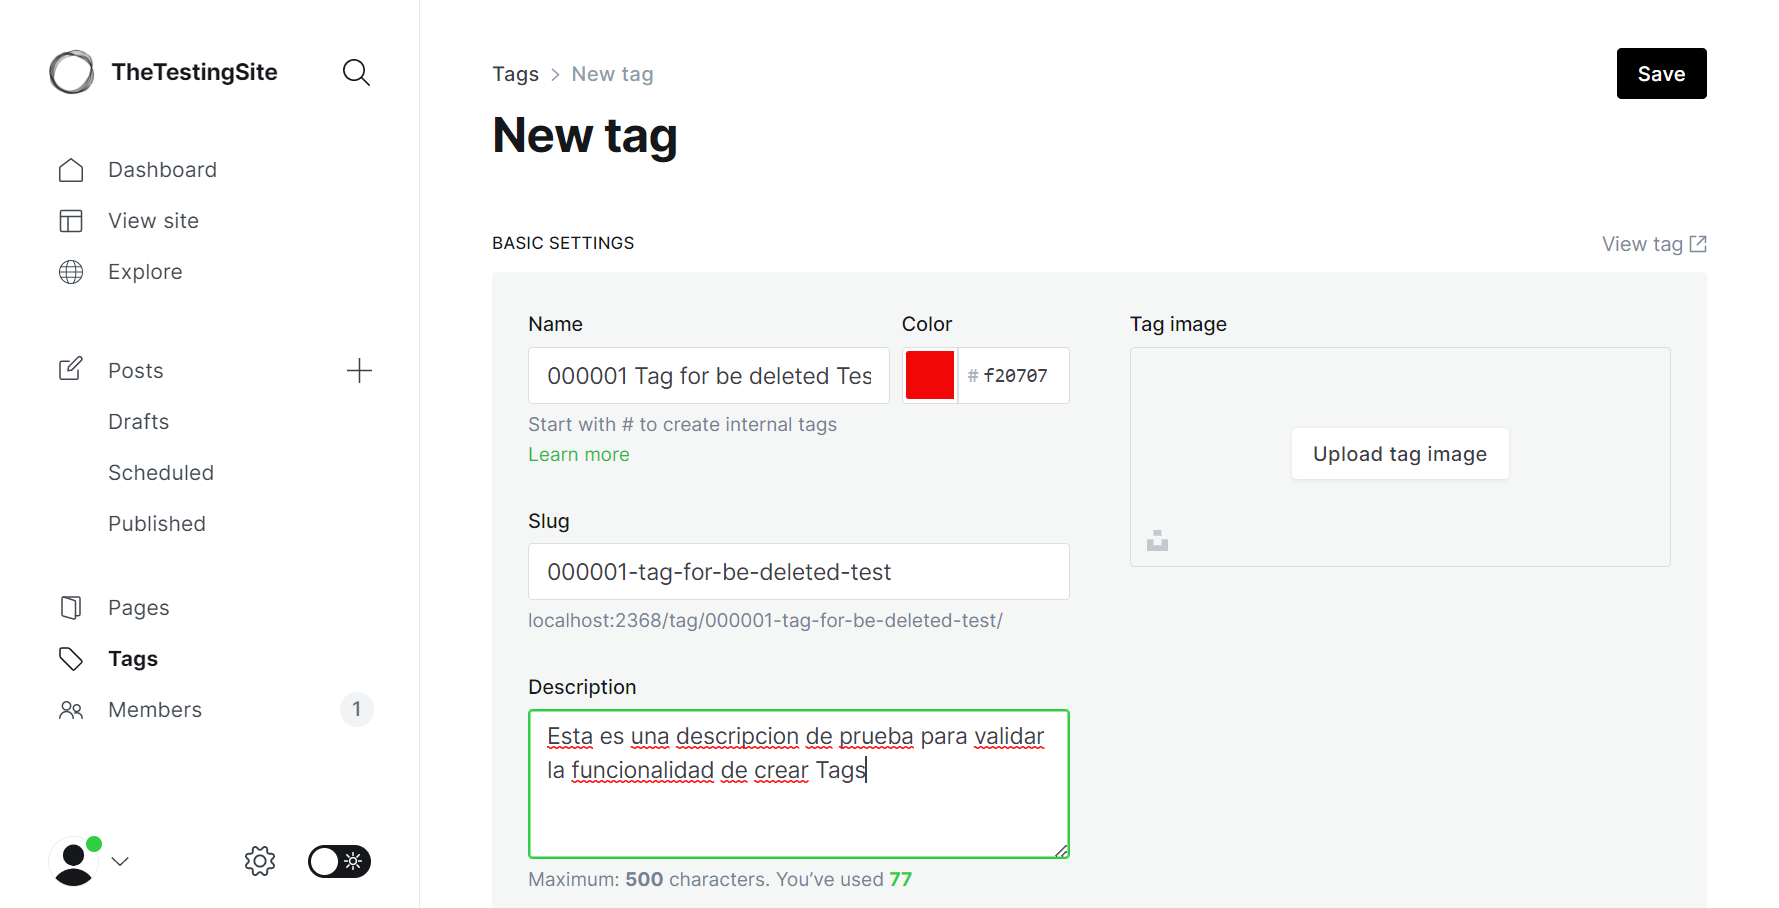 TheTestingSite
Dashboard
View site
Explore
Posts
Drafts
Scheduled
Published
Pages
Tags
Members 1
Tags > New tag
Save
New tag
BASIC SETTINGS
View tag
Name
000001 Tag for be deleted Tes
Start with # to create internal tags
Learn more
Color
# f20707
Slug
000001-tag-for-be-deleted-test
localhost:2368/tag/000001-tag-for-be-deleted-test/
Description
Esta es una descripcion de prueba para validar
la funcionalidad de crear Tags
Maximum: 500 characters. You’ve used 77
Tag image
Upload tag image